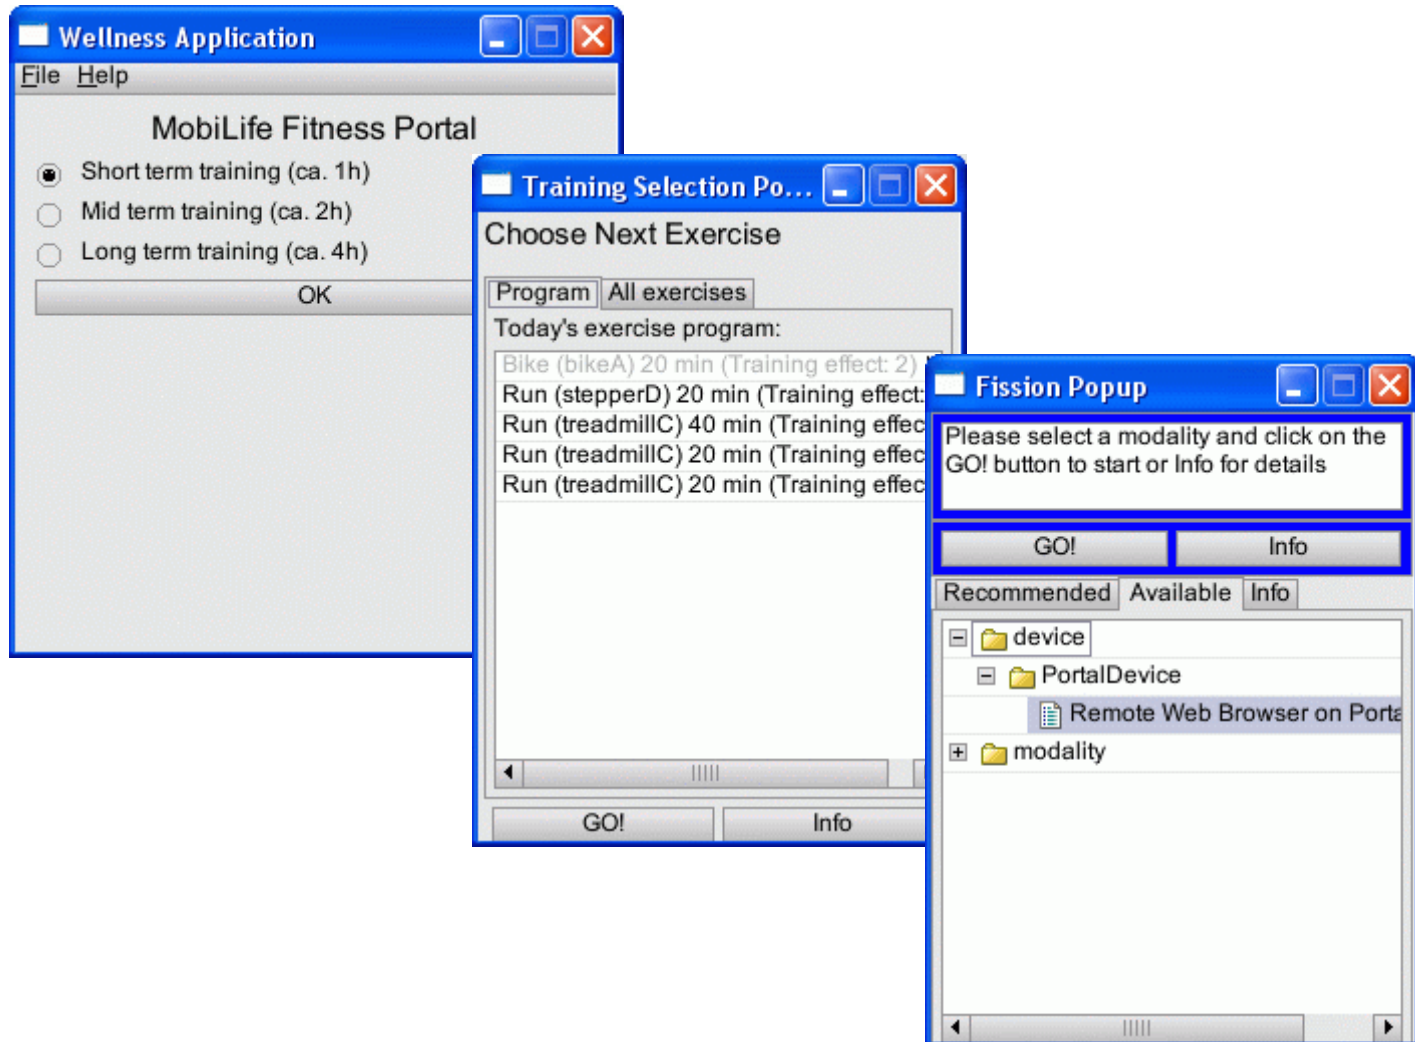 Wellness Application
File Help
MobiLife Fitness Portal
Short term training (ca. 1h)
Mid term training (ca. 2h)
Long term training (ca. 4h)
OK
Training Selection Po...
Choose Next Exercise
Program All exercises
Today's exercise program:
Bike (bikeA) 20 min (Training effect: 2)
Run (stepperD) 20 min (Training effect:
Run (treadmillC) 40 min (Training effec
Run (treadmillC) 20 min (Training effec
Run (treadmillC) 20 min (Training effec
GO! Info
Fission Popup
Please select a modality and click on the
GO! button to start or Info for details
GO! Info
Recommended Available Info
device
PortalDevice
Remote Web Browser on Porta
modality